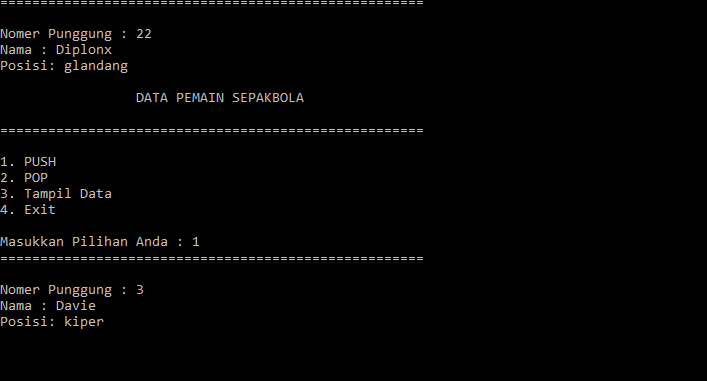 =====================================================
Nomer Punggung : 22
Nama : Diplonx
Posisi: glandang
DATA PEMAIN SEPAKBOLA
=====================================================
1. PUSH
2. POP
3. Tampil Data
4. Exit
Masukkan Pilihan Anda : 1
=====================================================
Nomer Punggung : 3
Nama : Davie
Posisi: kiper